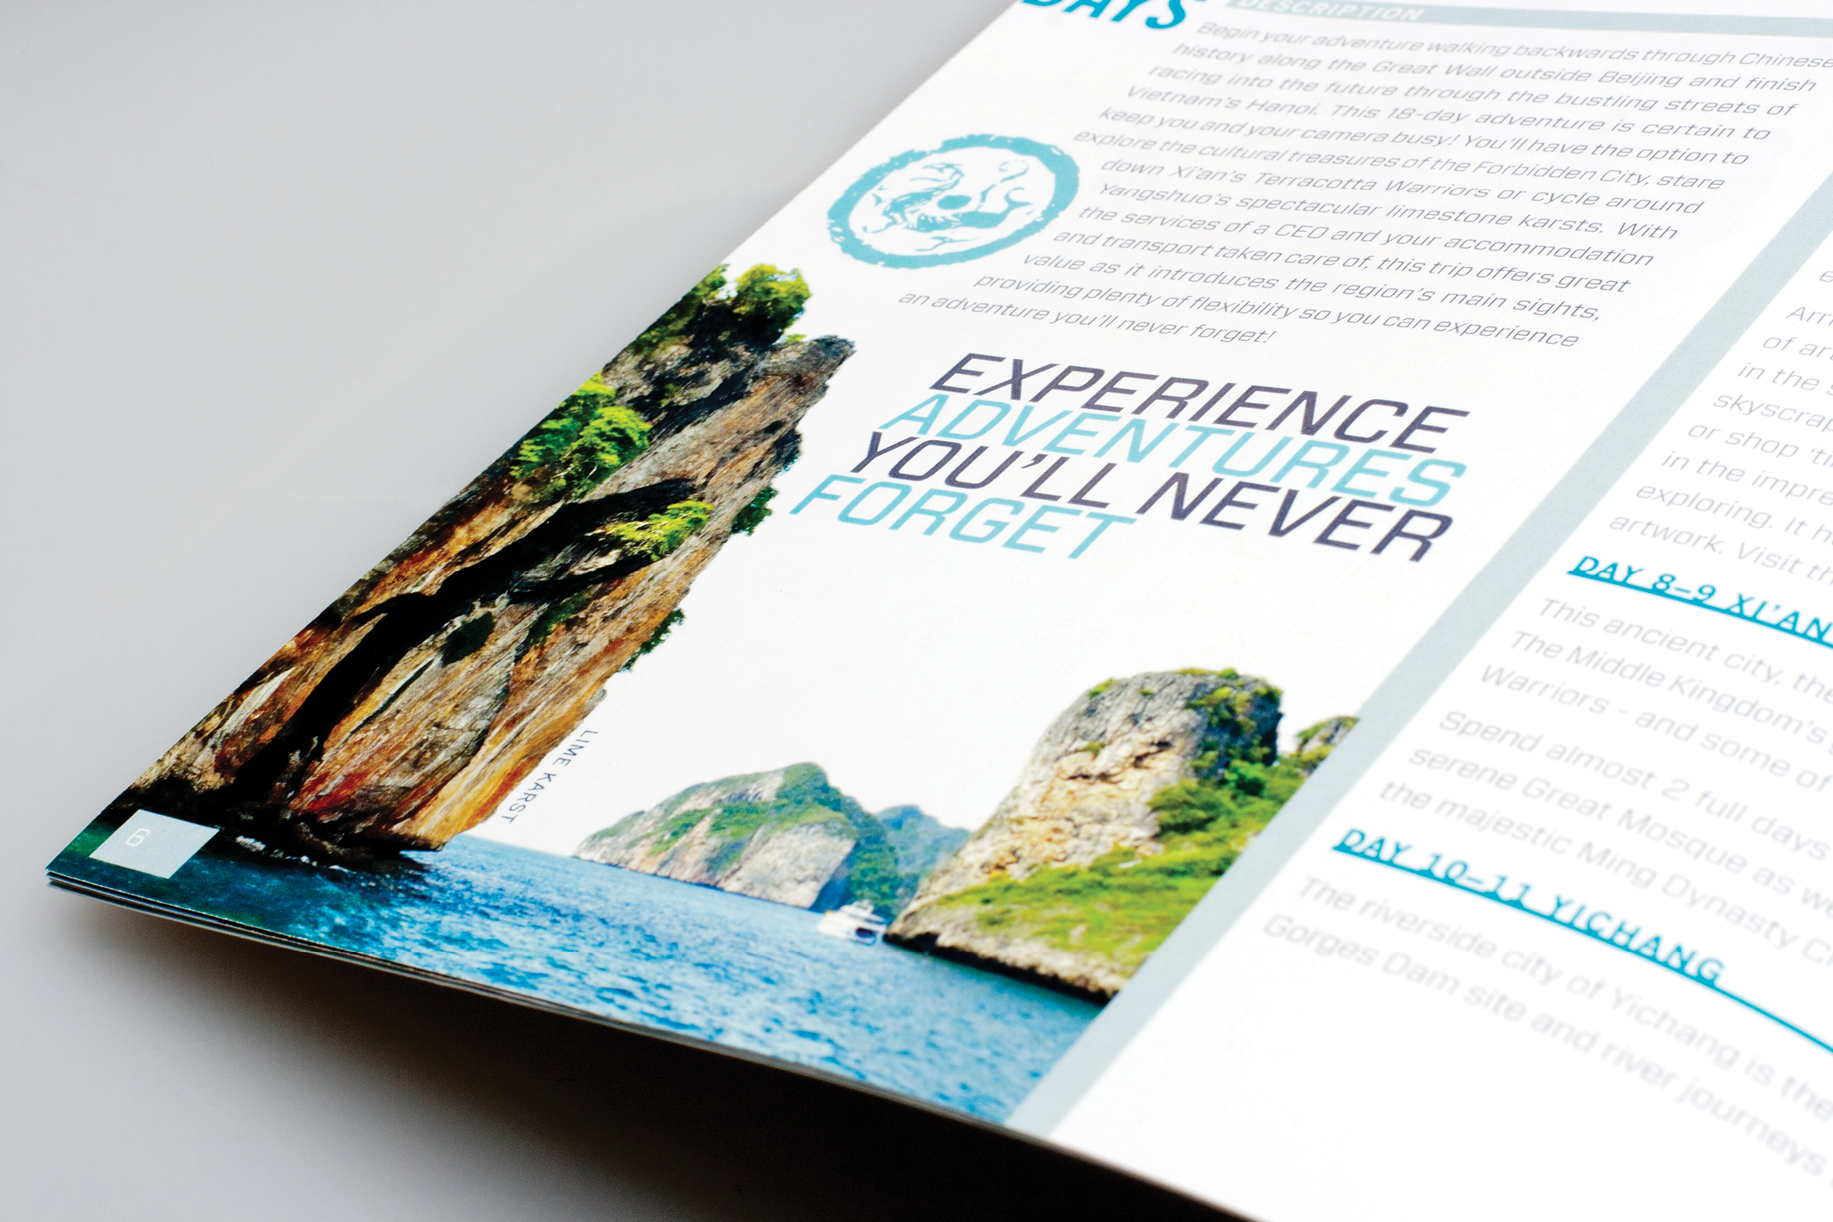 DAYS
DESCRIPTION
Begin your adventure walking backwards through Chinese
history along the Great Wall outside Beijing and finish
racing into the future through the bustling streets of
Vietnam's Hanoi. This 18-day adventure is certain to
keep you and your camera busy! You'll have the option to
explore the cultural treasures of the Forbidden City, stare
down Xi'an's Terracotta Warriors or cycle around
Yangshuo's spectacular limestone karsts. With
the services of a CEO and your accommodation
and transport taken care of, this trip offers great
value as it introduces the region's main sights,
providing plenty of flexibility so you can experience
an adventure you'll never forget!
EXPERIENCE
ADVENTURES
YOU'LL NEVER
FORGET
LIME KARST
6
of
in the
or shop
in the
exploring. It
artwork. Visit
DAY 8-9 XI'AN
This ancient city, the
The Middle Kingdom's
Warriors - and some of
Spend almost 2 full days
serene Great Mosque as
the majestic Ming Dynasty
DAY 10-11 YICHANG
The riverside city of Yichang is the
Gorges Dam site and river journeys